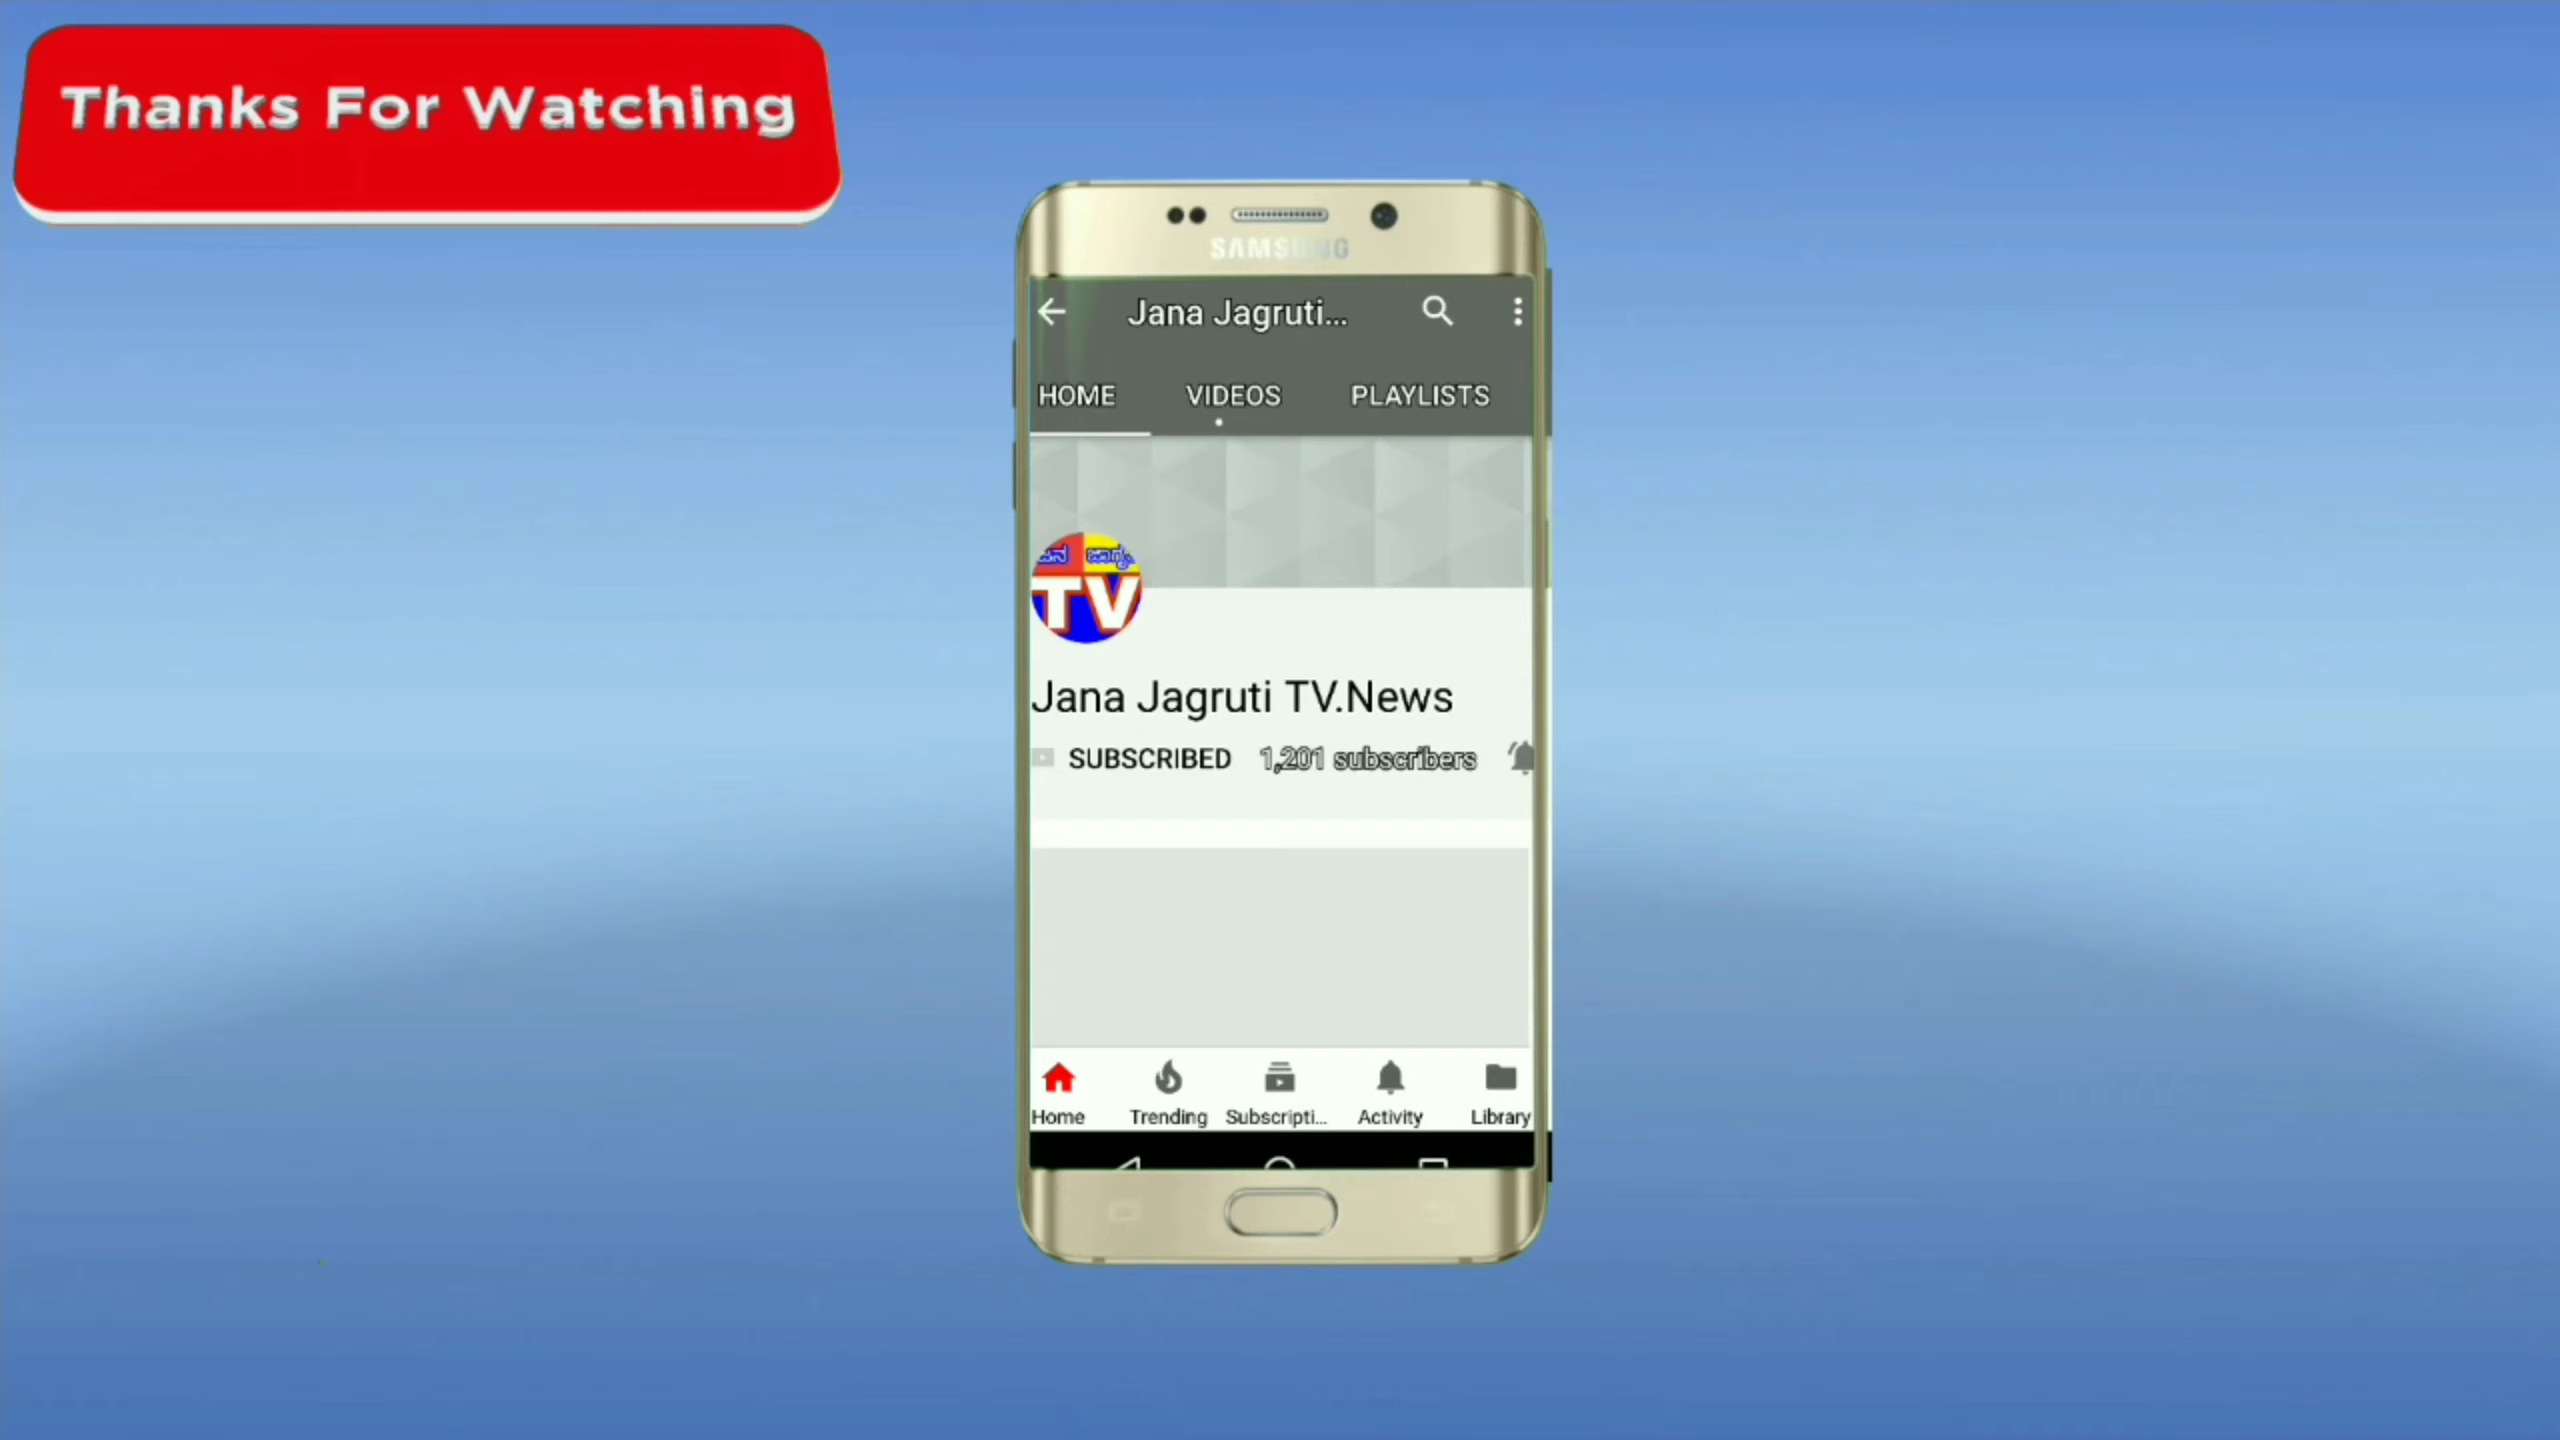 Thanks For Watching
SAMSUNG
Jana Jagruti...
HOME VIDEOS PLAYLISTS
TV
Jana Jagruti TV.News
SUBSCRIBED 1,201 subscribers
Home Trending Subscripti... Activity Library